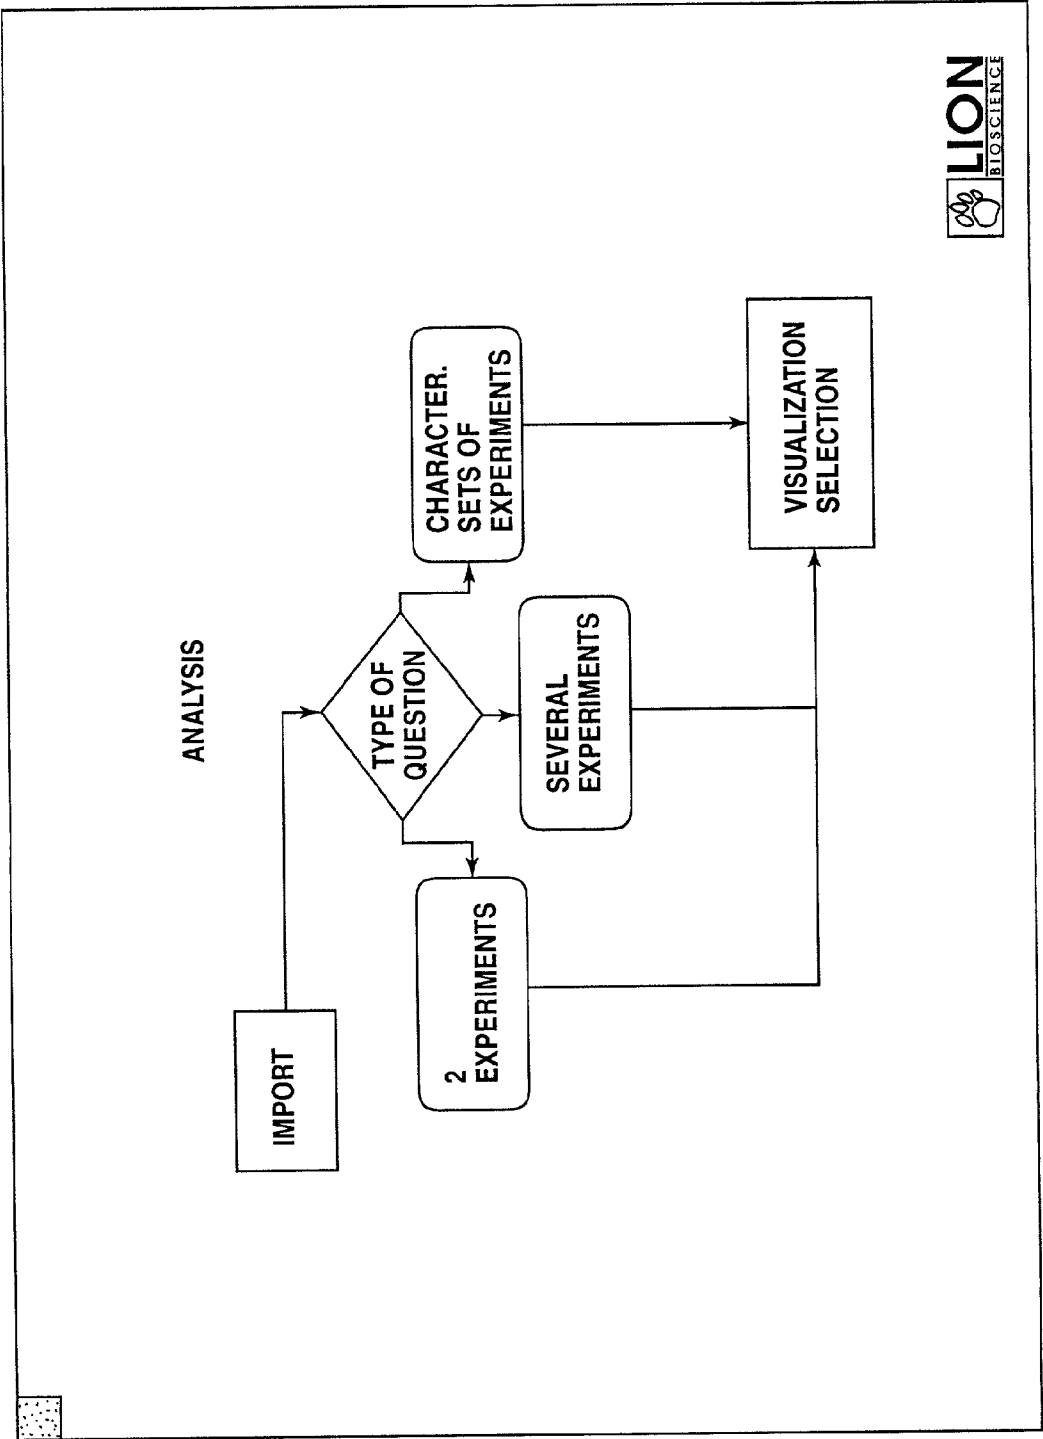 ANALYSIS
IMPORT
TYPE OF
QUESTION
2
EXPERIMENTS
SEVERAL
EXPERIMENTS
CHARACTER.
SETS OF
EXPERIMENTS
VISUALIZATION
SELECTION
LION
BIOSCIENCE